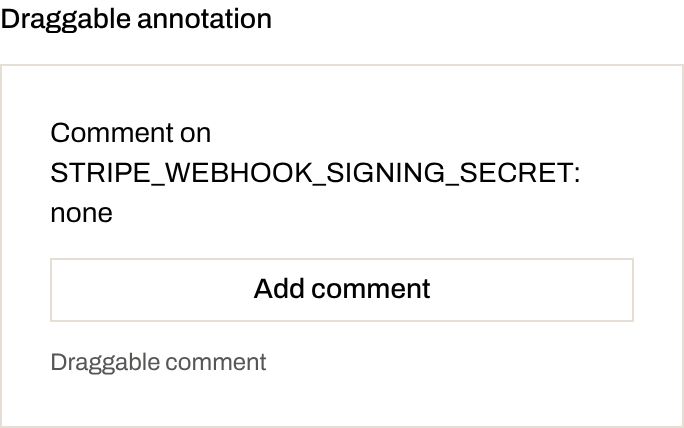 Draggable annotation
Comment on
STRIPE_WEBHOOK_SIGNING_SECRET:
none
Add comment
Draggable comment